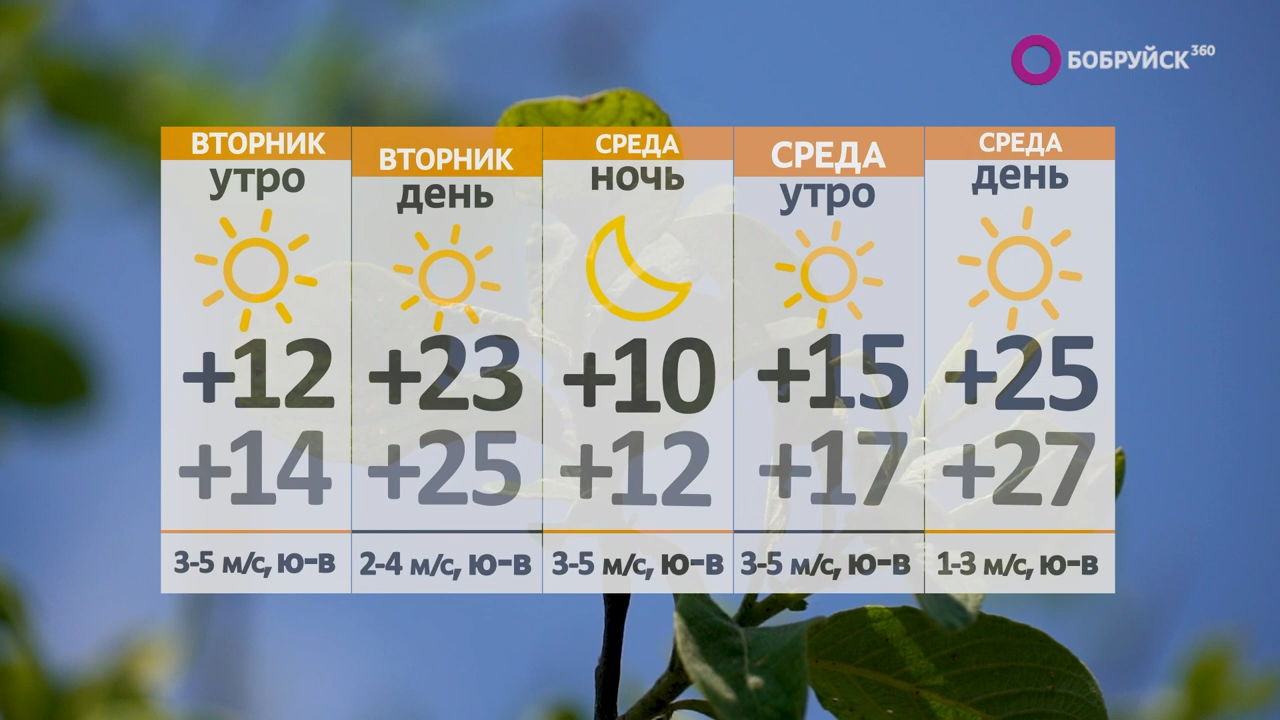 БОБРУЙСК360
ВТОРНИК
утро
+12
+14
3-5 м/с, ю-в
ВТОРНИК
день
+23
+25
2-4 м/с, ю-в
СРЕДА
ночь
+10
+12
3-5 м/с, ю-в
СРЕДА
утро
+15
+17
3-5 м/с, ю-в
СРЕДА
день
+25
+27
1-3 м/с, ю-в